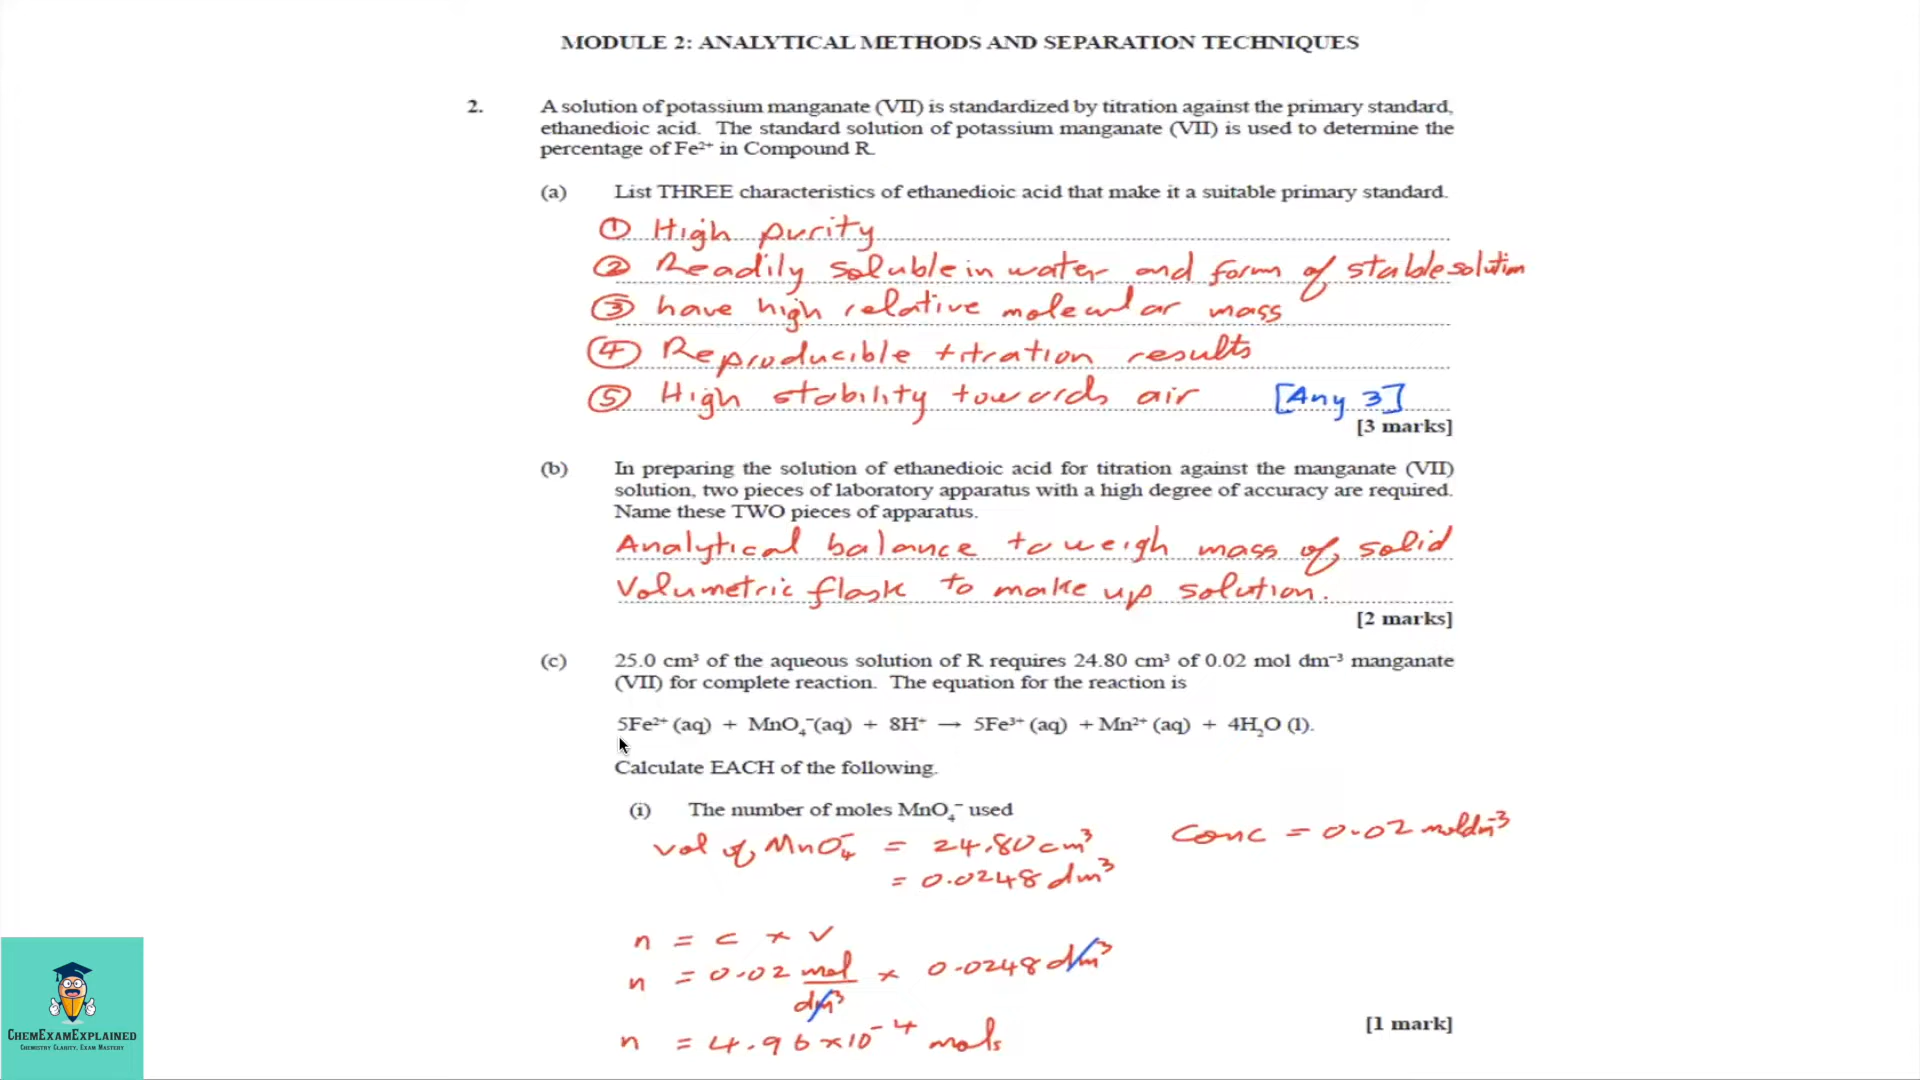 MODULE 2: ANALYTICAL METHODS AND SEPARATION TECHNIQUES
2. A solution of potassium manganate (VII) is standardized by titration against the primary standard,
ethanedioic acid. The standard solution of potassium manganate (VII) is used to determine the
percentage of Fe²⁺ in Compound R.
(a) List THREE characteristics of ethanedioic acid that make it a suitable primary standard.
① High purity
② Readily soluble in water and form of stable solution
③ have high relative molecular mass
④ Reproducible titration results
⑤ High stability towards air [Any 3]
[3 marks]
(b) In preparing the solution of ethanedioic acid for titration against the manganate (VII)
solution, two pieces of laboratory apparatus with a high degree of accuracy are required.
Name these TWO pieces of apparatus.
Analytical balance to weigh mass of solid
Volumetric flask to make up solution.
[2 marks]
(c) 25.0 cm³ of the aqueous solution of R requires 24.80 cm³ of 0.02 mol dm⁻³ manganate
(VII) for complete reaction. The equation for the reaction is
5Fe²⁺ (aq) + MnO₄⁻(aq) + 8H⁺ → 5Fe³⁺ (aq) + Mn²⁺ (aq) + 4H₂O (l).
Calculate EACH of the following.
(i) The number of moles MnO₄⁻ used
vol of MnO₄⁻ = 24.80 cm³ Conc = 0.02 moldm⁻³
= 0.0248 dm³
n = c × v
n = 0.02 mol/dm³ × 0.0248 dm³
n = 4.96 × 10⁻⁴ mols
[1 mark]
CHEMEXAMEXPLAINED
CHEMISTRY CLARITY, EXAM MASTERY